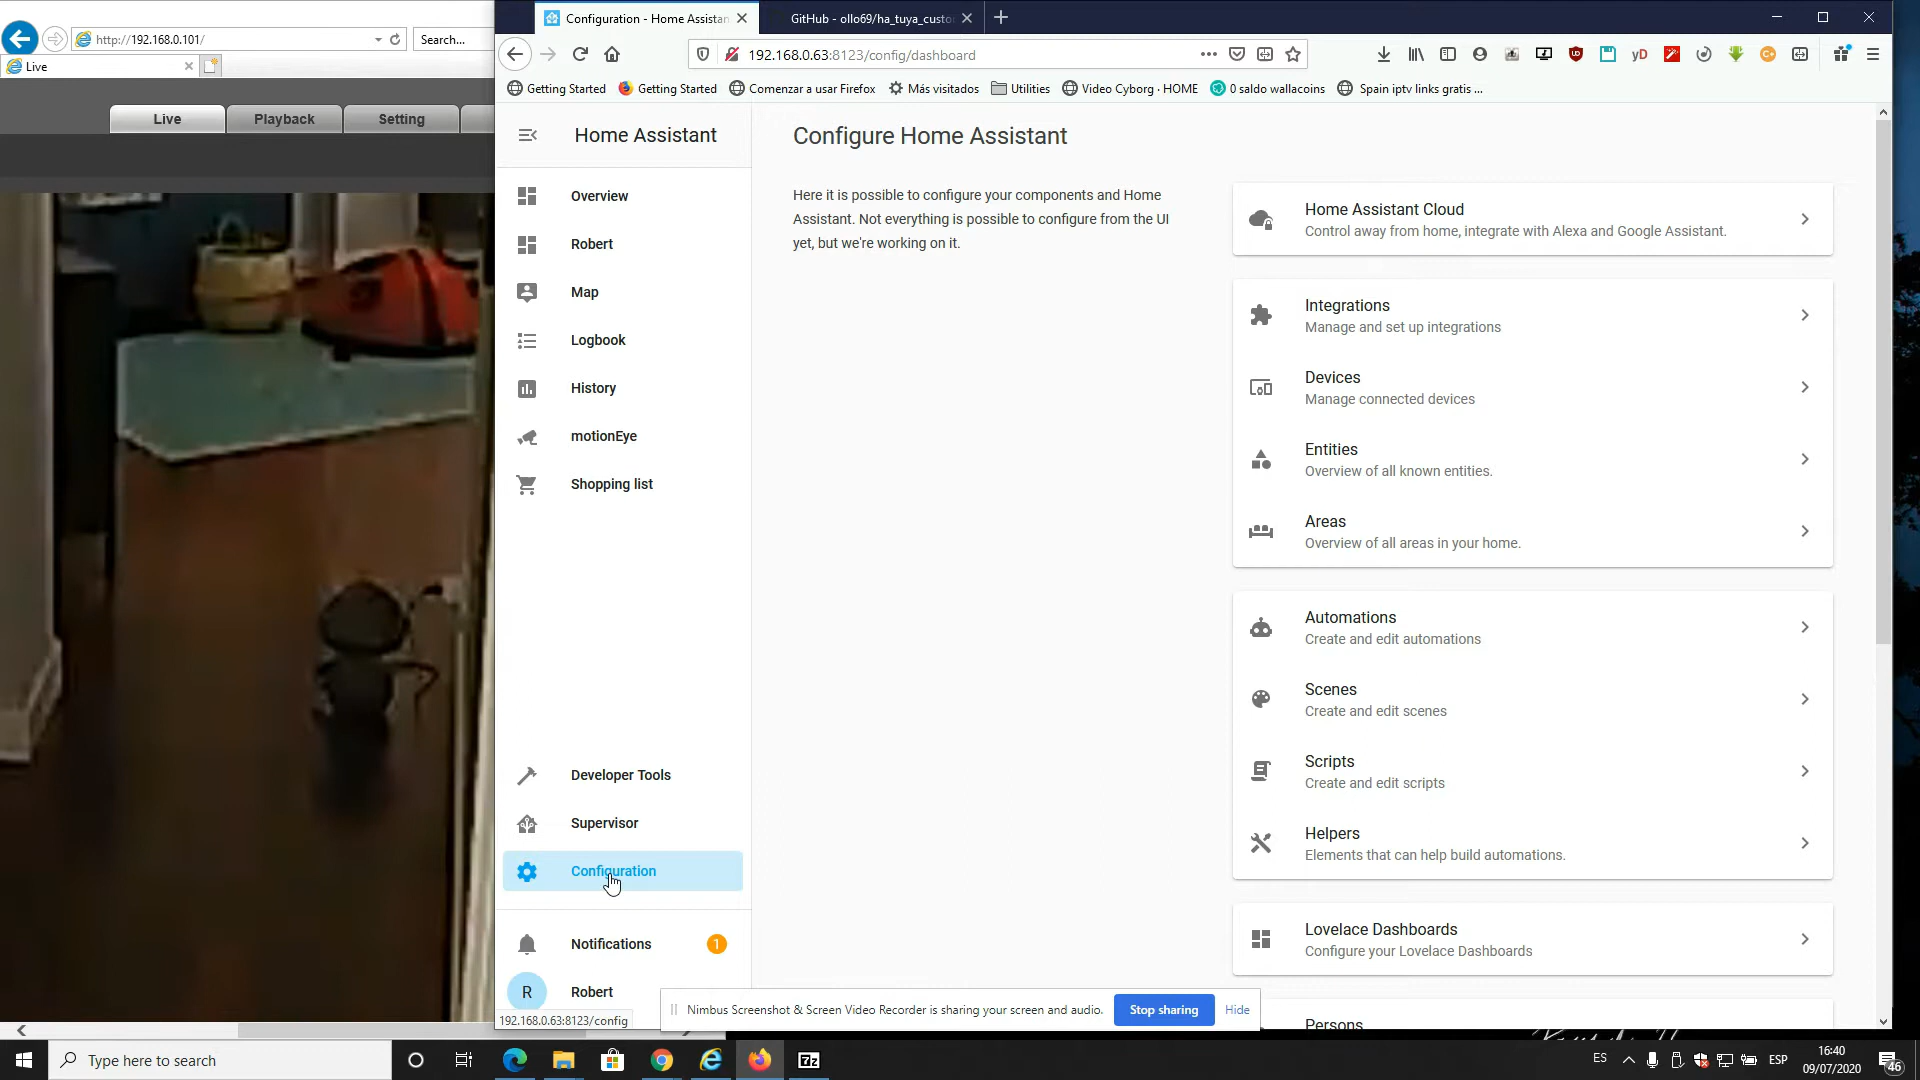 http://192.168.0.101/
Search...
Live
Live
Playback
Setting
Configuration - Home Assistan
GitHub - ollo69/ha_tuya_custo
192.168.0.63:8123/config/dashboard
Getting Started
Getting Started
Comenzar a usar Firefox
Más visitados
Utilities
Video Cyborg · HOME
0 saldo wallacoins
Spain iptv links gratis ...
Home Assistant
Overview
Robert
Map
Logbook
History
motionEye
Shopping list
Developer Tools
Supervisor
Configuration
Notifications
1
R
Robert
192.168.0.63:8123/config
Configure Home Assistant
Here it is possible to configure your components and Home
Assistant. Not everything is possible to configure from the UI
yet, but we're working on it.
Home Assistant Cloud
Control away from home, integrate with Alexa and Google Assistant.
Integrations
Manage and set up integrations
Devices
Manage connected devices
Entities
Overview of all known entities.
Areas
Overview of all areas in your home.
Automations
Create and edit automations
Scenes
Create and edit scenes
Scripts
Create and edit scripts
Helpers
Elements that can help build automations.
Lovelace Dashboards
Configure your Lovelace Dashboards
Persons
Nimbus Screenshot & Screen Video Recorder is sharing your screen and audio.
Stop sharing
Hide
Type here to search
7z
ES
ESP
16:40
09/07/2020
46